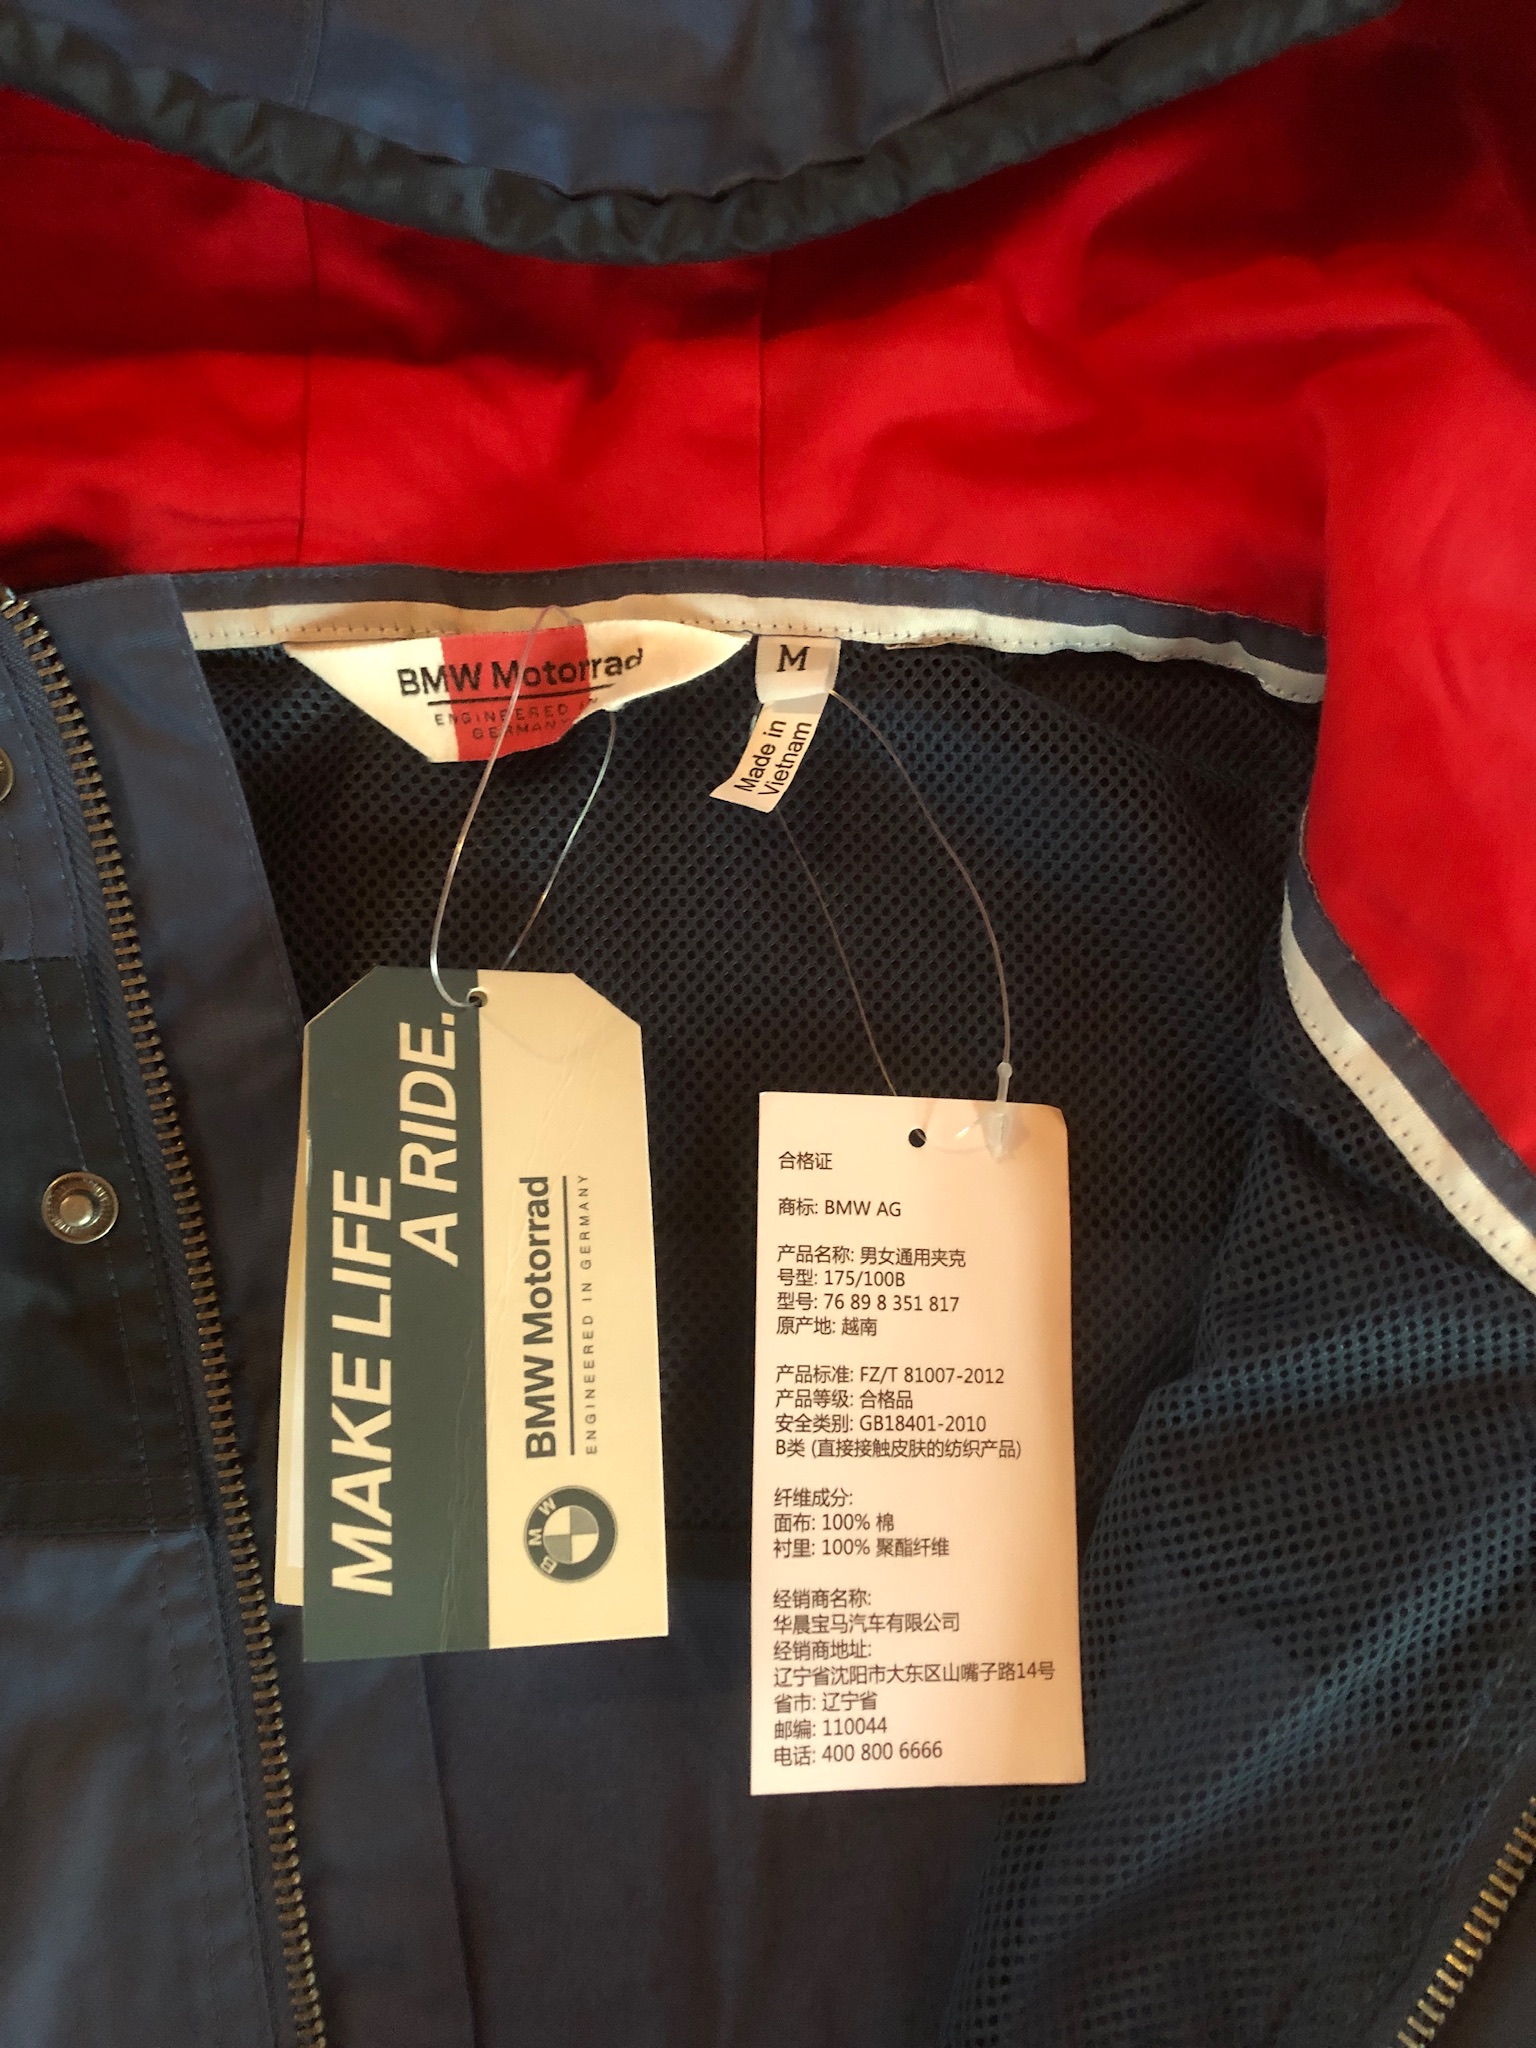 BMW Motorrad
ENGINEERED IN
GERMANY
M
Made in
Vietnam
MAKE LIFE
A RIDE.
BMW Motorrad
ENGINEERED IN GERMANY
BMW
合格证
商标: BMW AG
产品名称: 男女通用夹克
号型: 175/100B
型号: 76 89 8 351 817
原产地: 越南
产品标准: FZ/T 81007-2012
产品等级: 合格品
安全类别: GB18401-2010
B类 (直接接触皮肤的纺织产品)
纤维成分:
面布: 100% 棉
衬里: 100% 聚酯纤维
经销商名称:
华晨宝马汽车有限公司
经销商地址:
辽宁省沈阳市大东区山嘴子路14号
省市: 辽宁省
邮编: 110044
电话: 400 800 6666